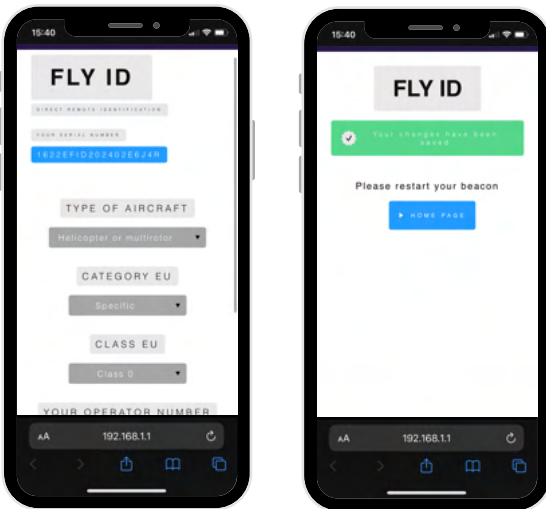 15:40
FLY ID
DIRECT REMOTE IDENTIFICATION
YOUR SERIAL NUMBER
1622EFID202402E6J4R
TYPE OF AIRCRAFT
Helicopter or multirotor
CATEGORY EU
Specific
CLASS EU
Class 0
YOUR OPERATOR NUMBER
AA
192.168.1.1
15:40
FLY ID
Your changes have been
saved
Please restart your beacon
HOME PAGE
AA
192.168.1.1